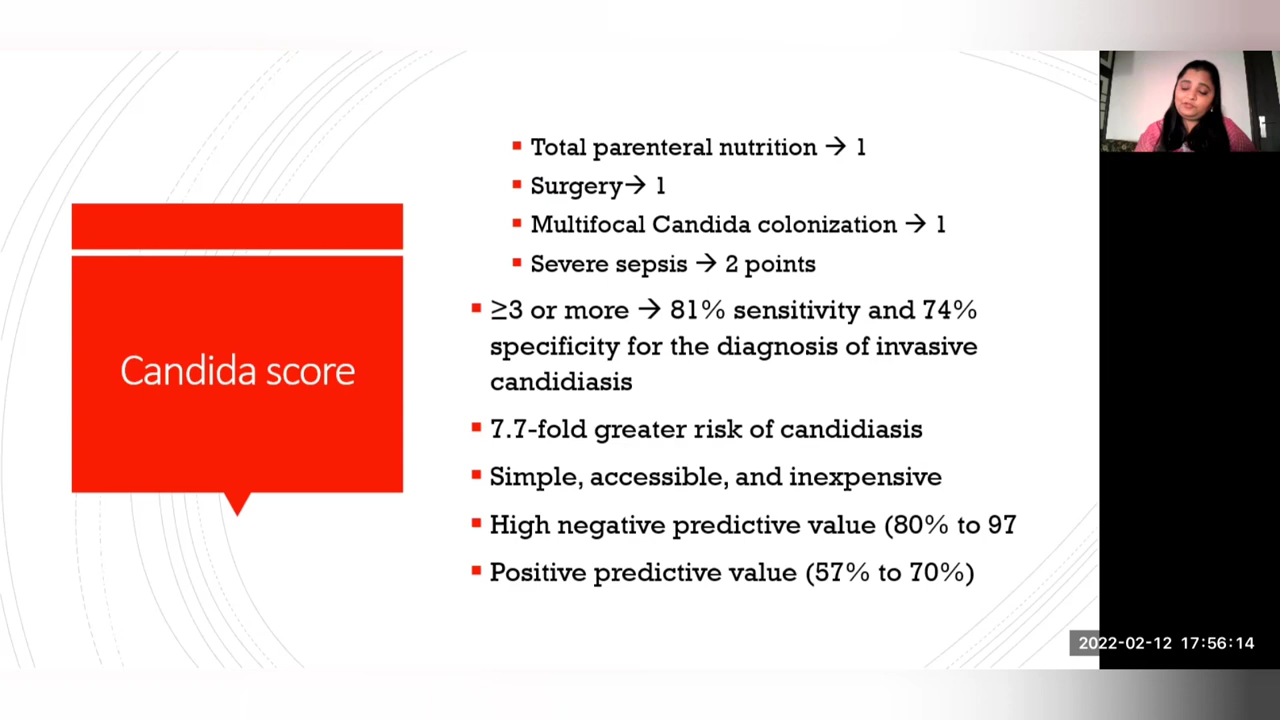 Candida score
Total parenteral nutrition → 1
Surgery→ 1
Multifocal Candida colonization → 1
Severe sepsis → 2 points
≥3 or more → 81% sensitivity and 74%
specificity for the diagnosis of invasive
candidiasis
7.7-fold greater risk of candidiasis
Simple, accessible, and inexpensive
High negative predictive value (80% to 97
Positive predictive value (57% to 70%)
2022-02-12 17:56:14